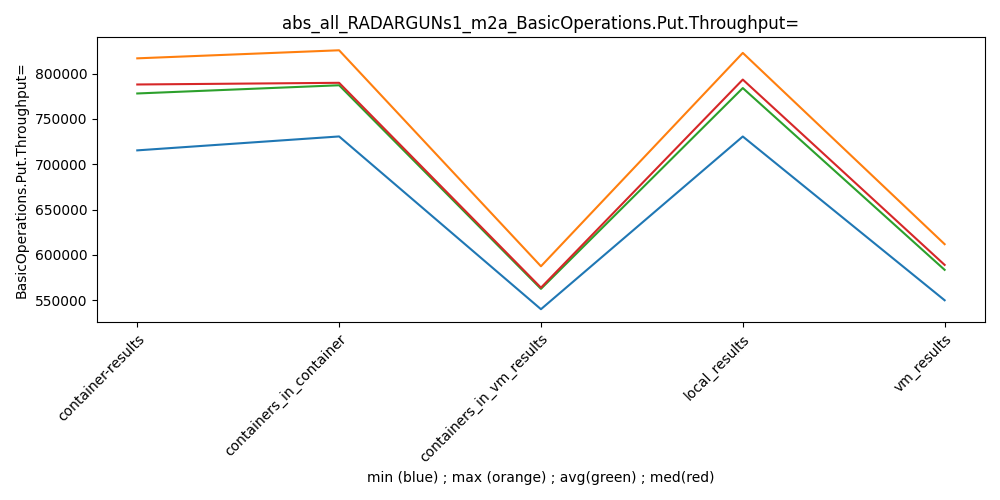 abs_all_RADARGUNs1_m2a_BasicOperations.Put.Throughput=
BasicOperations.Put.Throughput=
800000
750000
700000
650000
600000
550000
container-results
containers_in_container
containers_in_vm_results
local_results
vm_results
min (blue) ; max (orange) ; avg(green) ; med(red)